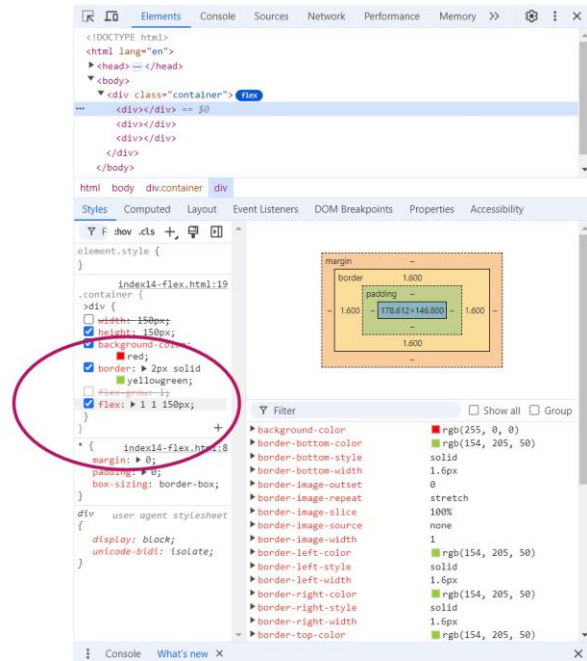 Elements Console Sources Network Performance Memory
<!DOCTYPE html>
<html lang="en">
<head> … </head>
<body>
<div class="container"> flex
… <div></div> == $0
<div></div>
<div></div>
</div>
</body>
html body div.container div
Styles Computed Layout Event Listeners DOM Breakpoints Properties Accessibility
F :hov .cls +
element.style {
}
index14-flex.html:19
.container {
>div {
width: 150px;
height: 150px;
background-color:
red;
border: 2px solid
yellowgreen;
flex-grow: 1;
flex: 1 1 150px;
}
}
+
* { index14-flex.html:8
margin: 0;
padding: 0;
box-sizing: border-box;
}
div user agent stylesheet
{
display: block;
unicode-bidi: isolate;
}
margin –
border 1.600
padding –
– 1.600 – 178.612×146.800 – 1.600 –
–
1.600
–
Filter Show all Group
background-color rgb(255, 0, 0)
border-bottom-color rgb(154, 205, 50)
border-bottom-style solid
border-bottom-width 1.6px
border-image-outset 0
border-image-repeat stretch
border-image-slice 100%
border-image-source none
border-image-width 1
border-left-color rgb(154, 205, 50)
border-left-style solid
border-left-width 1.6px
border-right-color rgb(154, 205, 50)
border-right-style solid
border-right-width 1.6px
border-top-color rgb(154, 205, 50)
Console What's new